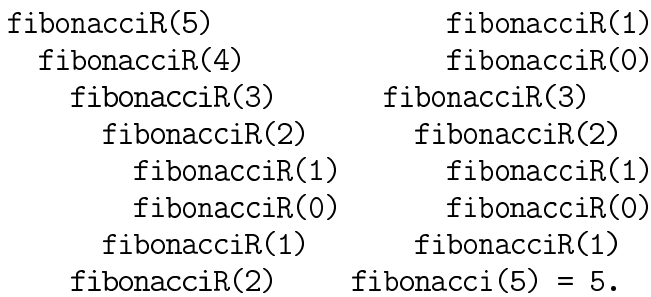 fibonacciR(5)
  fibonacciR(4)
    fibonacciR(3)
      fibonacciR(2)
        fibonacciR(1)
        fibonacciR(0)
      fibonacciR(1)
    fibonacciR(2)
      fibonacciR(1)
      fibonacciR(0)
  fibonacciR(3)
    fibonacciR(2)
      fibonacciR(1)
      fibonacciR(0)
    fibonacciR(1)
fibonacci(5) = 5.